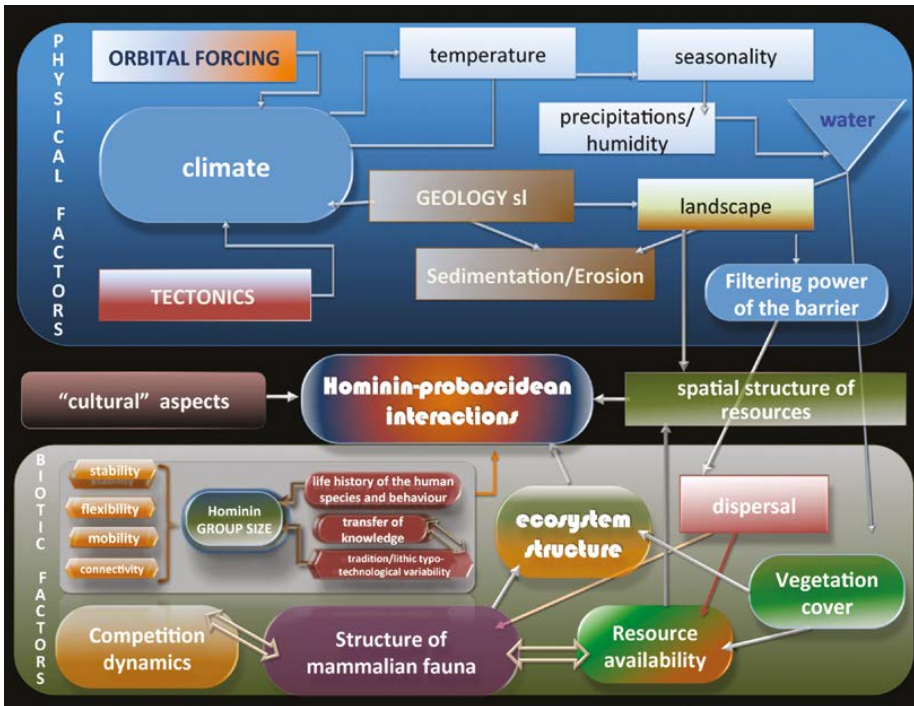 PHYSICAL FACTORS
ORBITAL FORCING
temperature
seasonality
precipitations/
humidity
water
climate
GEOLOGY sl
landscape
Sedimentation/Erosion
TECTONICS
Filtering power
of the barrier
"cultural" aspects
Hominin-probascidean
interactions
spatial structure of
resources
BIOTIC FACTORS
stability
flexibility
mobility
connectivity
Hominin
GROUP SIZE
life history of the human
species and behaviour
transfer of
knowledge
tradition/lithic typo-
technological variability
ecosystem
structure
dispersal
Vegetation
cover
Competition
dynamics
Structure of
mammalian fauna
Resource
availability